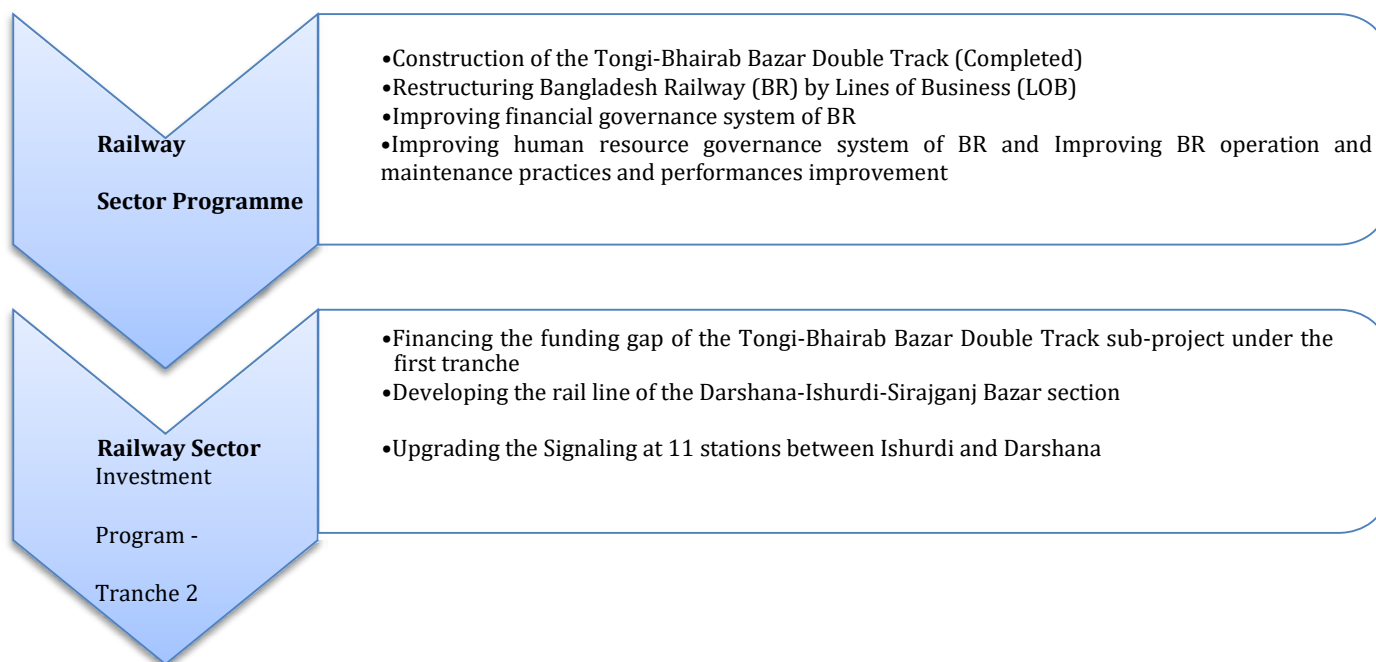 Railway
Sector Programme
•Construction of the Tongi-Bhairab Bazar Double Track (Completed)
•Restructuring Bangladesh Railway (BR) by Lines of Business (LOB)
•Improving financial governance system of BR
•Improving human resource governance system of BR and Improving BR operation and
maintenance practices and performances improvement
Railway Sector
Investment
Program -
Tranche 2
•Financing the funding gap of the Tongi-Bhairab Bazar Double Track sub-project under the
first tranche
•Developing the rail line of the Darshana-Ishurdi-Sirajganj Bazar section
•Upgrading the Signaling at 11 stations between Ishurdi and Darshana